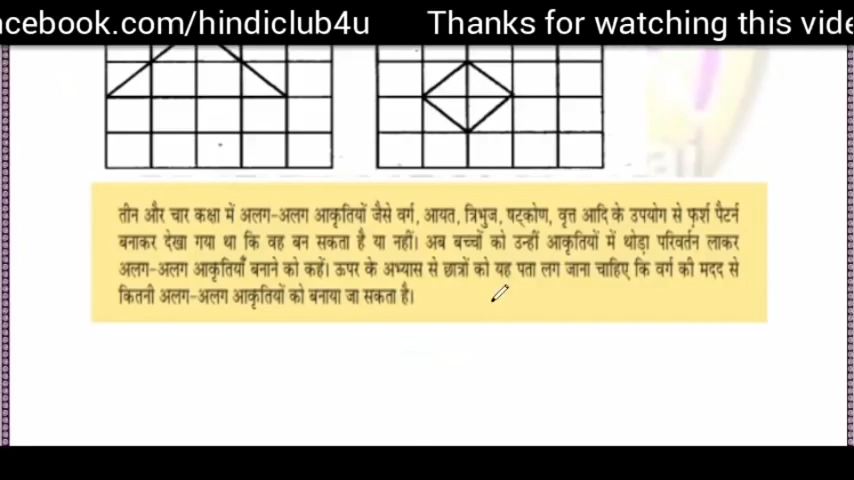 acebook.com/hindiclub4u Thanks for watching this vide
तीन और चार कक्षा में अलग-अलग आकृतियों जैसे वर्ग, आयत, त्रिभुज, षट्कोण, वृत्त आदि के उपयोग से फ़र्श पैटर्न
बनाकर देखा गया था कि वह बन सकता है या नहीं। अब बच्चों को उन्हीं आकृतियों में थोड़ा परिवर्तन लाकर
अलग-अलग आकृतियाँ बनाने को कहें। ऊपर के अभ्यास से छात्रों को यह पता लग जाना चाहिए कि वर्ग की मदद से
कितनी अलग-अलग आकृतियों को बनाया जा सकता है।